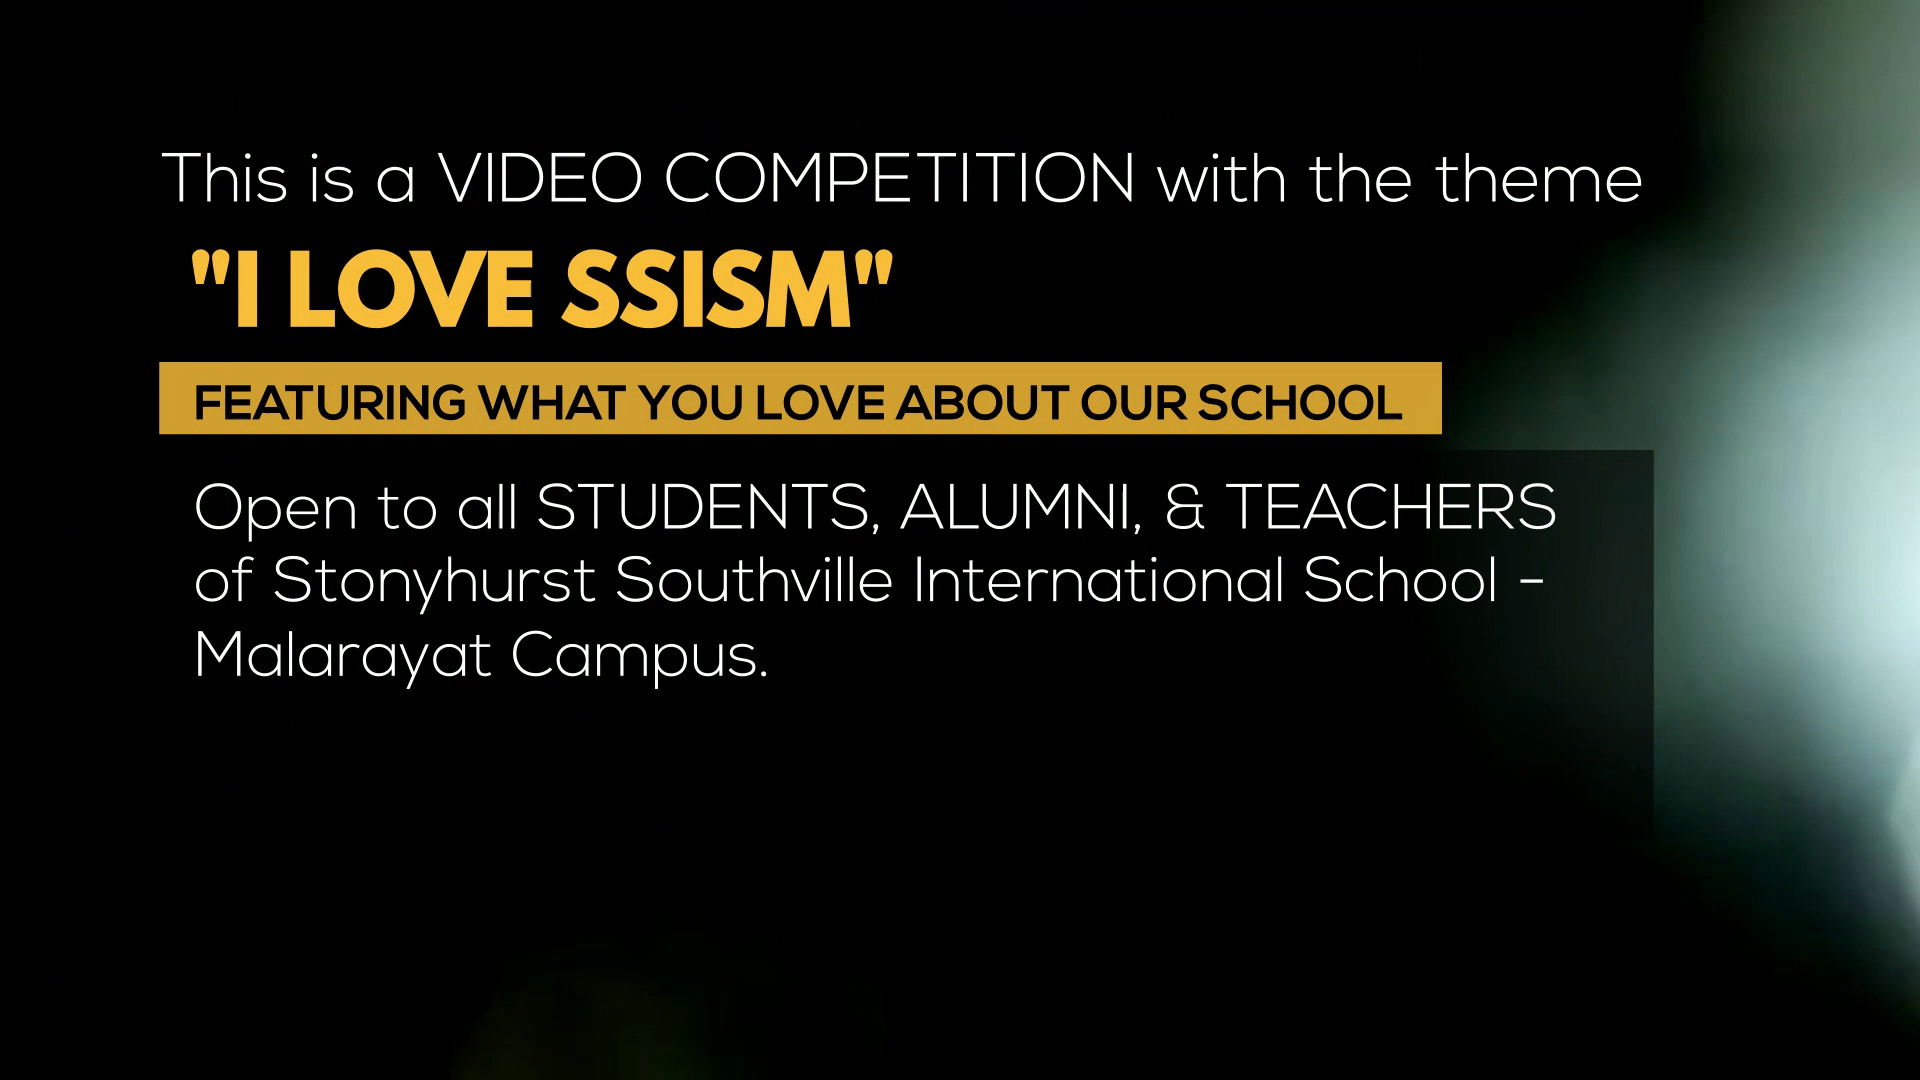 This is a VIDEO COMPETITION with the theme
"I LOVE SSISM"
FEATURING WHAT YOU LOVE ABOUT OUR SCHOOL
Open to all STUDENTS, ALUMNI, & TEACHERS
of Stonyhurst Southville International School -
Malarayat Campus.